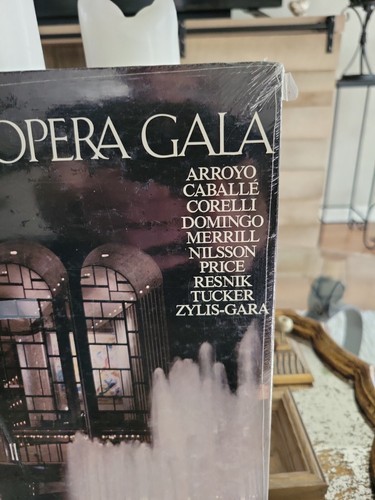 OPERA GALA
ARROYO
CABALLÉ
CORELLI
DOMINGO
MERRILL
NILSSON
PRICE
RESNIK
TUCKER
ZYLIS-GARA